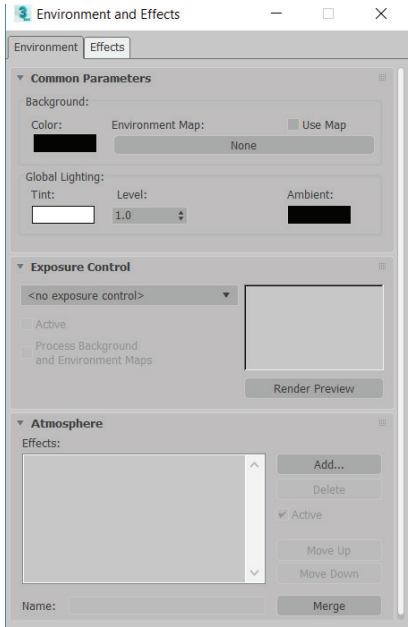 Environment and Effects
Environment Effects
Common Parameters
Background:
Color: Environment Map: Use Map
None
Global Lighting:
Tint: Level: Ambient:
1.0
Exposure Control
<no exposure control>
Active
Process Background
and Environment Maps
Render Preview
Atmosphere
Effects:
Add...
Delete
Active
Move Up
Move Down
Name: Merge